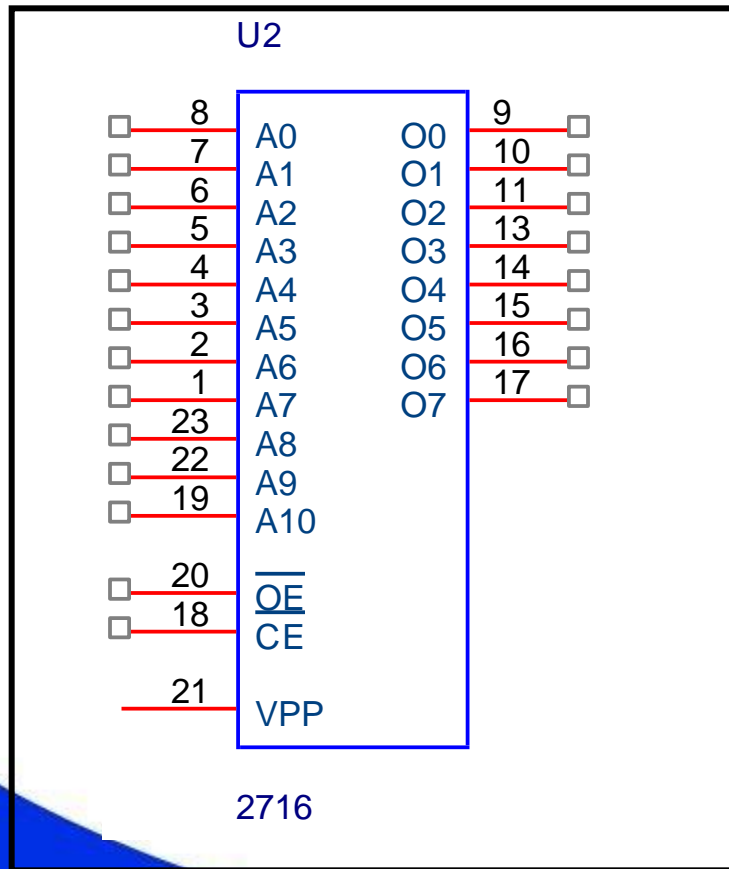 U2
8 A0 O0 9
7 A1 O1 10
6 A2 O2 11
5 A3 O3 13
4 A4 O4 14
3 A5 O5 15
2 A6 O6 16
1 A7 O7 17
23 A8
22 A9
19 A10
20 O̅E̅
18 C̅E̅
21 VPP
2716